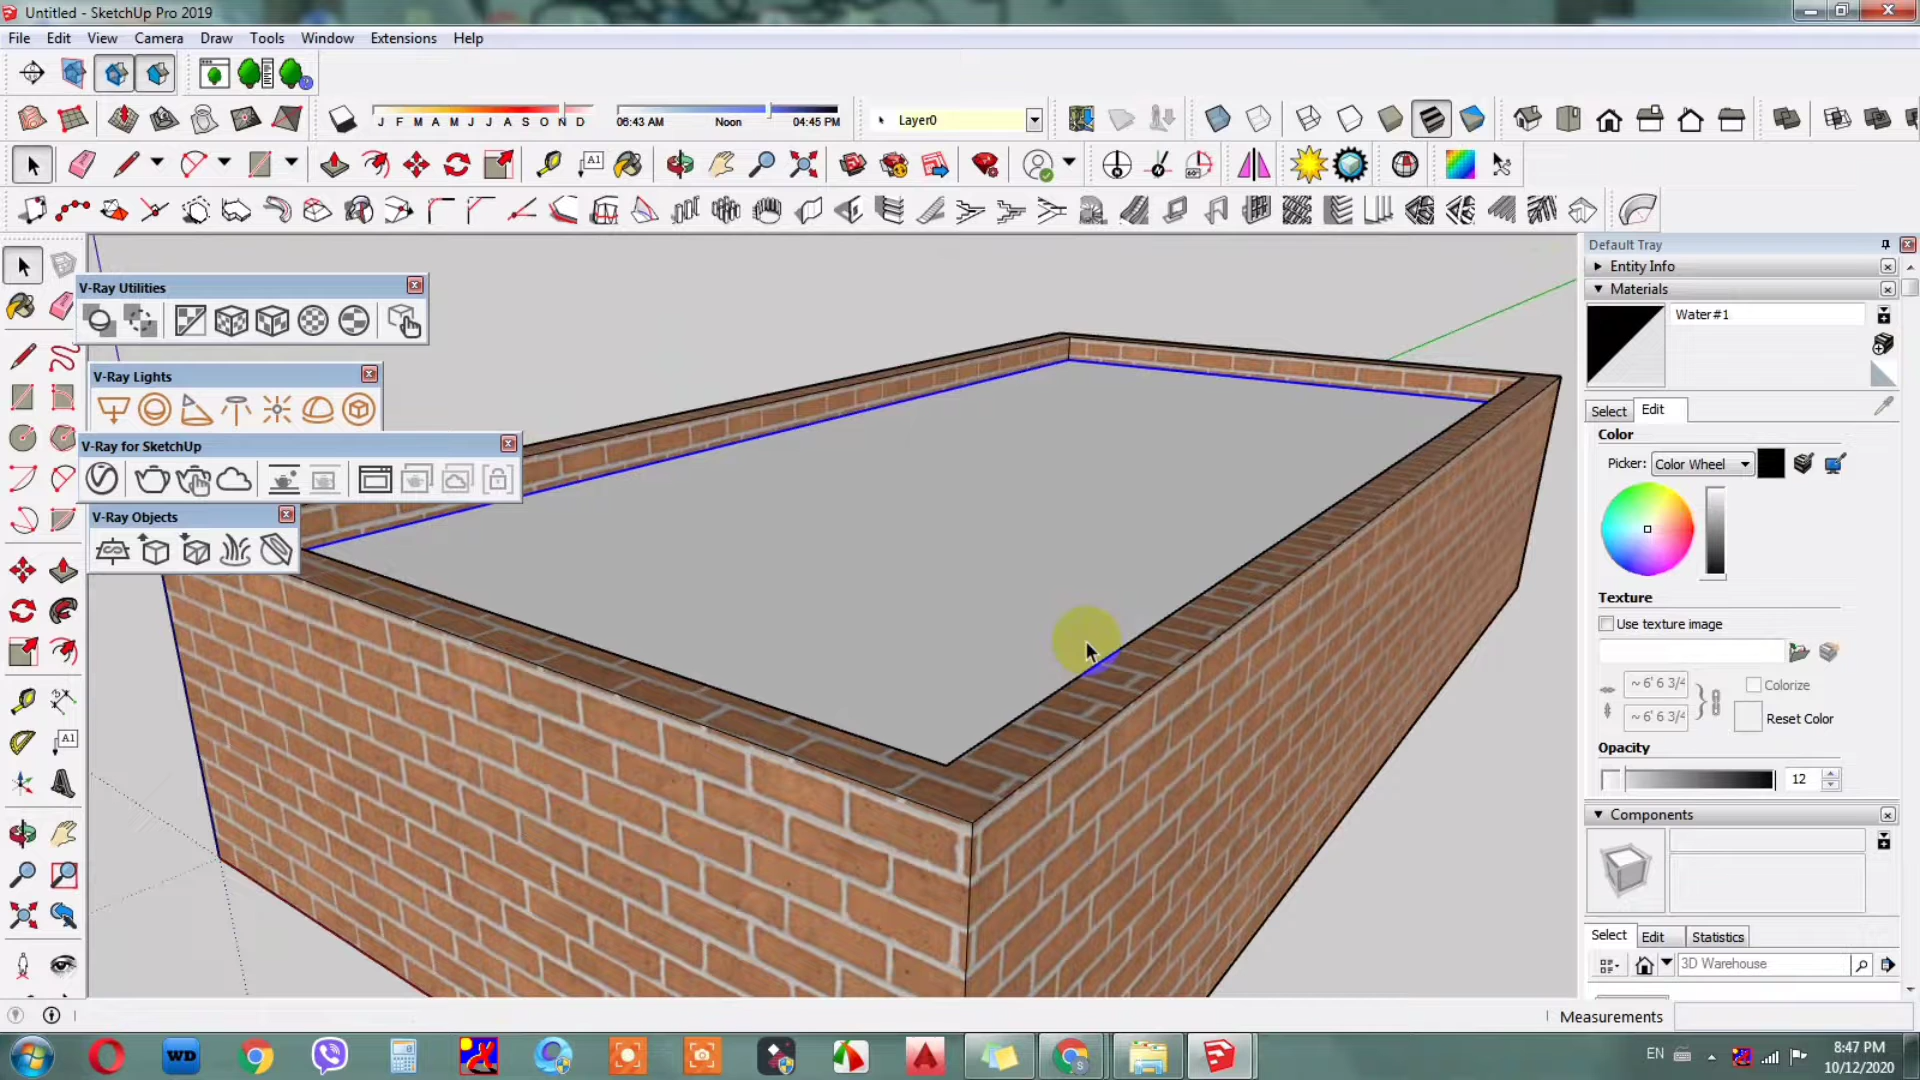 Untitled - SketchUp Pro 2019
File Edit View Camera Draw Tools Window Extensions Help
J F M A M J J A S O N D
06:43 AM Noon 04:45 PM
Layer0
A1
Default Tray
Entity Info
Materials
Water#1
Select Edit
Color
Picker: Color Wheel
Texture
Use texture image
~ 6' 6 3/4
Colorize
~ 6' 6 3/4
Reset Color
Opacity
12
Components
Select Edit Statistics
3D Warehouse
V-Ray Utilities
V-Ray Lights
V-Ray for SketchUp
V-Ray Objects
A1
Measurements
WD
EN
8:47 PM
10/12/2020